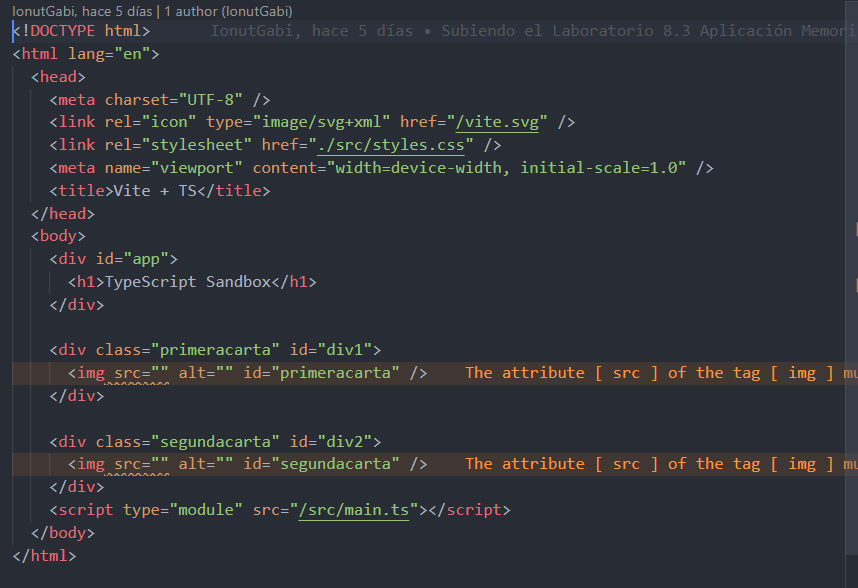 IonutGabi, hace 5 días | 1 author (IonutGabi)
<!DOCTYPE html> IonutGabi, hace 5 días • Subiendo el Laboratorio 8.3 Aplicación Memori
<html lang="en">
<head>
<meta charset="UTF-8" />
<link rel="icon" type="image/svg+xml" href="/vite.svg" />
<link rel="stylesheet" href="./src/styles.css" />
<meta name="viewport" content="width=device-width, initial-scale=1.0" />
<title>Vite + TS</title>
</head>
<body>
<div id="app">
<h1>TypeScript Sandbox</h1>
</div>
<div class="primeracarta" id="div1">
<img src="" alt="" id="primeracarta" /> The attribute [ src ] of the tag [ img ] mu
</div>
<div class="segundacarta" id="div2">
<img src="" alt="" id="segundacarta" /> The attribute [ src ] of the tag [ img ] mu
</div>
<script type="module" src="/src/main.ts"></script>
</body>
</html>